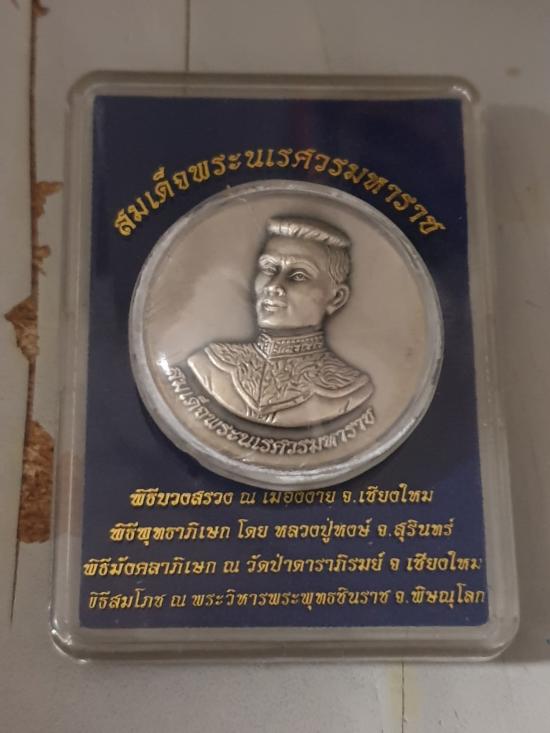 สมเด็จพระนเรศวรมหาราช
สมเด็จพระนเรศวรมหาราช
พิธีบวงสรวง ณ เมืองงาย จ.เชียงใหม
พิธีพุทธาภิเษก โดย หลวงปู่หงษ์ จ.สุรินทร์
พิธีมังคลาภิเษก ณ วัดป่าดาราภิรมย์ จ เชียงใหม
พิธีสมโภช ณ พระวิหารพระพุทธชินราช จ.พิษณุโลก